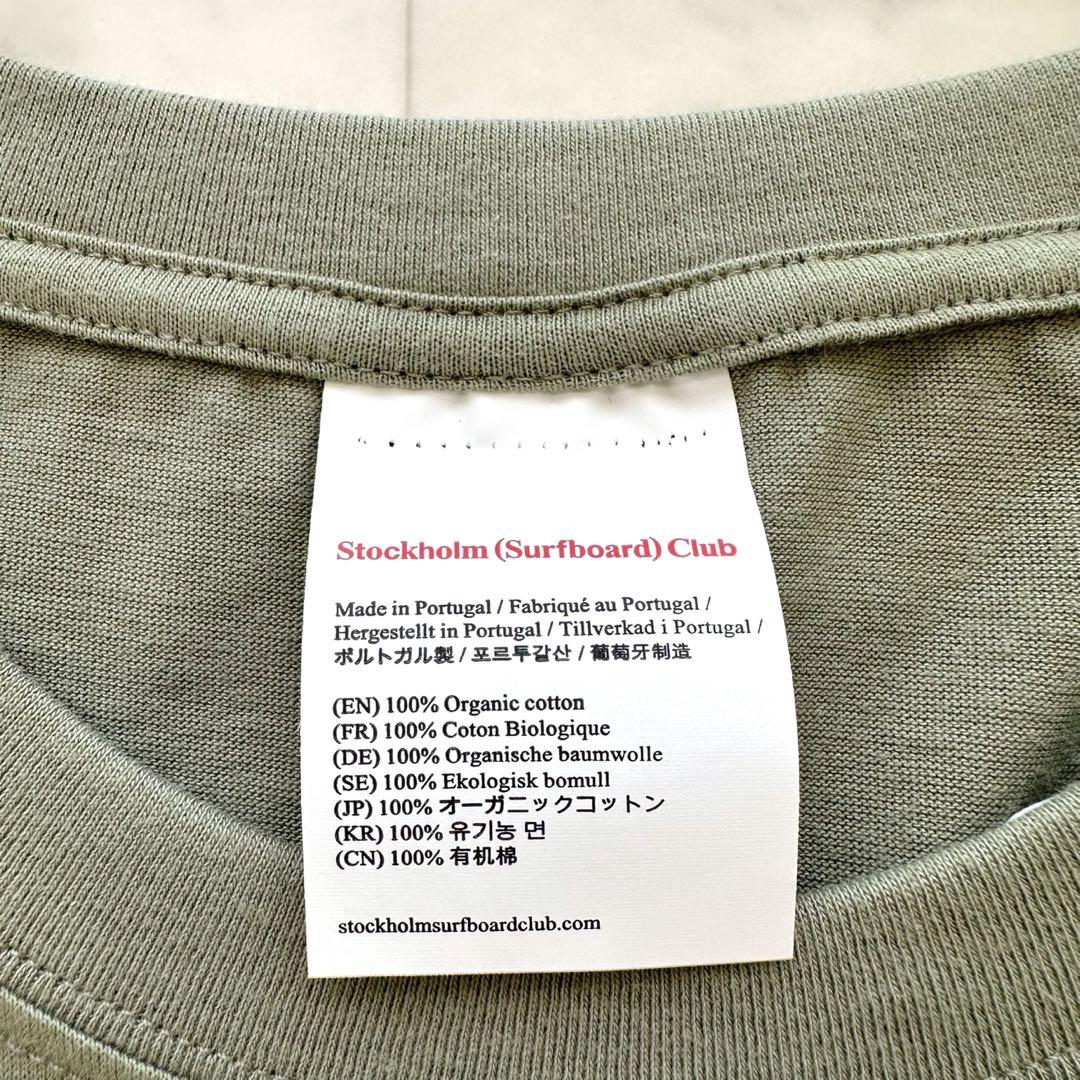 Stockholm (Surfboard) Club
Made in Portugal / Fabriqué au Portugal /
Hergestellt in Portugal / Tillverkad i Portugal /
ポルトガル製 / 포르투갈산 / 葡萄牙制造
(EN) 100% Organic cotton
(FR) 100% Coton Biologique
(DE) 100% Organische baumwolle
(SE) 100% Ekologisk bomull
(JP) 100% オーガニックコットン
(KR) 100% 유기농 면
(CN) 100% 有机棉
stockholmsurfboardclub.com